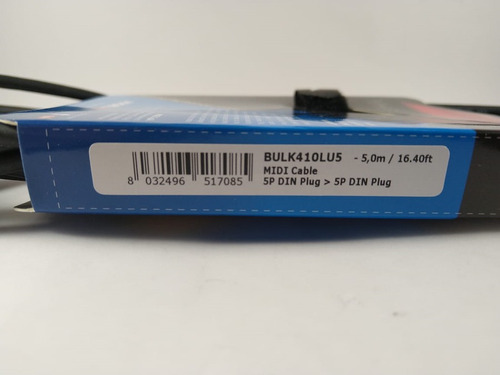 BULK410LU5 - 5,0m / 16.40ft
MIDI Cable
5P DIN Plug > 5P DIN Plug
8 032496 517085